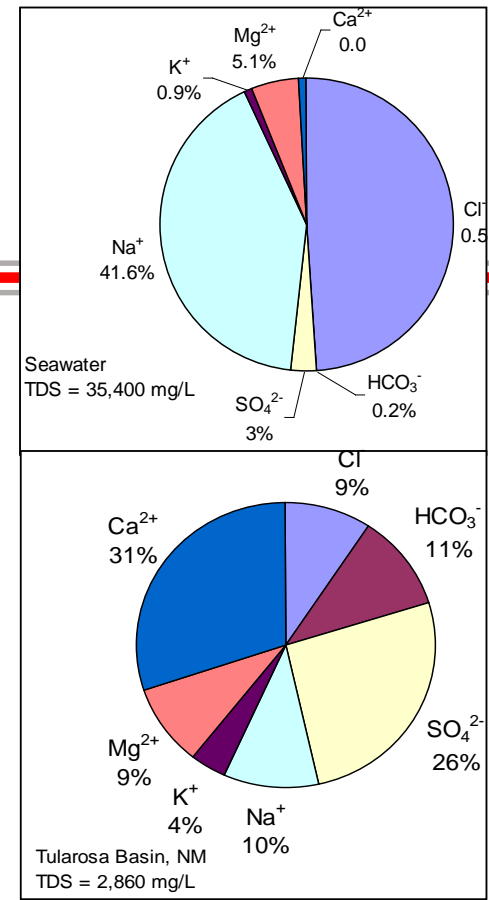 Ca²⁺
0.0
Mg²⁺
5.1%
K⁺
0.9%
Cl⁻
0.5
Na⁺
41.6%
Seawater
TDS = 35,400 mg/L
HCO₃⁻
0.2%
SO₄²⁻
3%
Cl
9%
HCO₃⁻
11%
Ca²⁺
31%
SO₄²⁻
26%
Mg²⁺
9%
K⁺
4%
Na⁺
10%
Tularosa Basin, NM
TDS = 2,860 mg/L